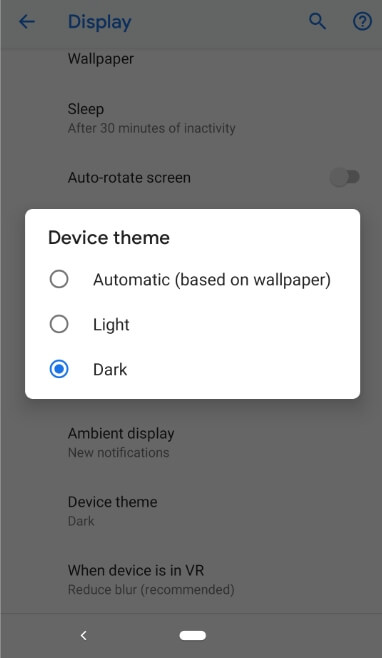 Display
Wallpaper
Sleep
After 30 minutes of inactivity
Auto-rotate screen
Device theme
Automatic (based on wallpaper)
Light
Dark
Ambient display
New notifications
Device theme
Dark
When device is in VR
Reduce blur (recommended)